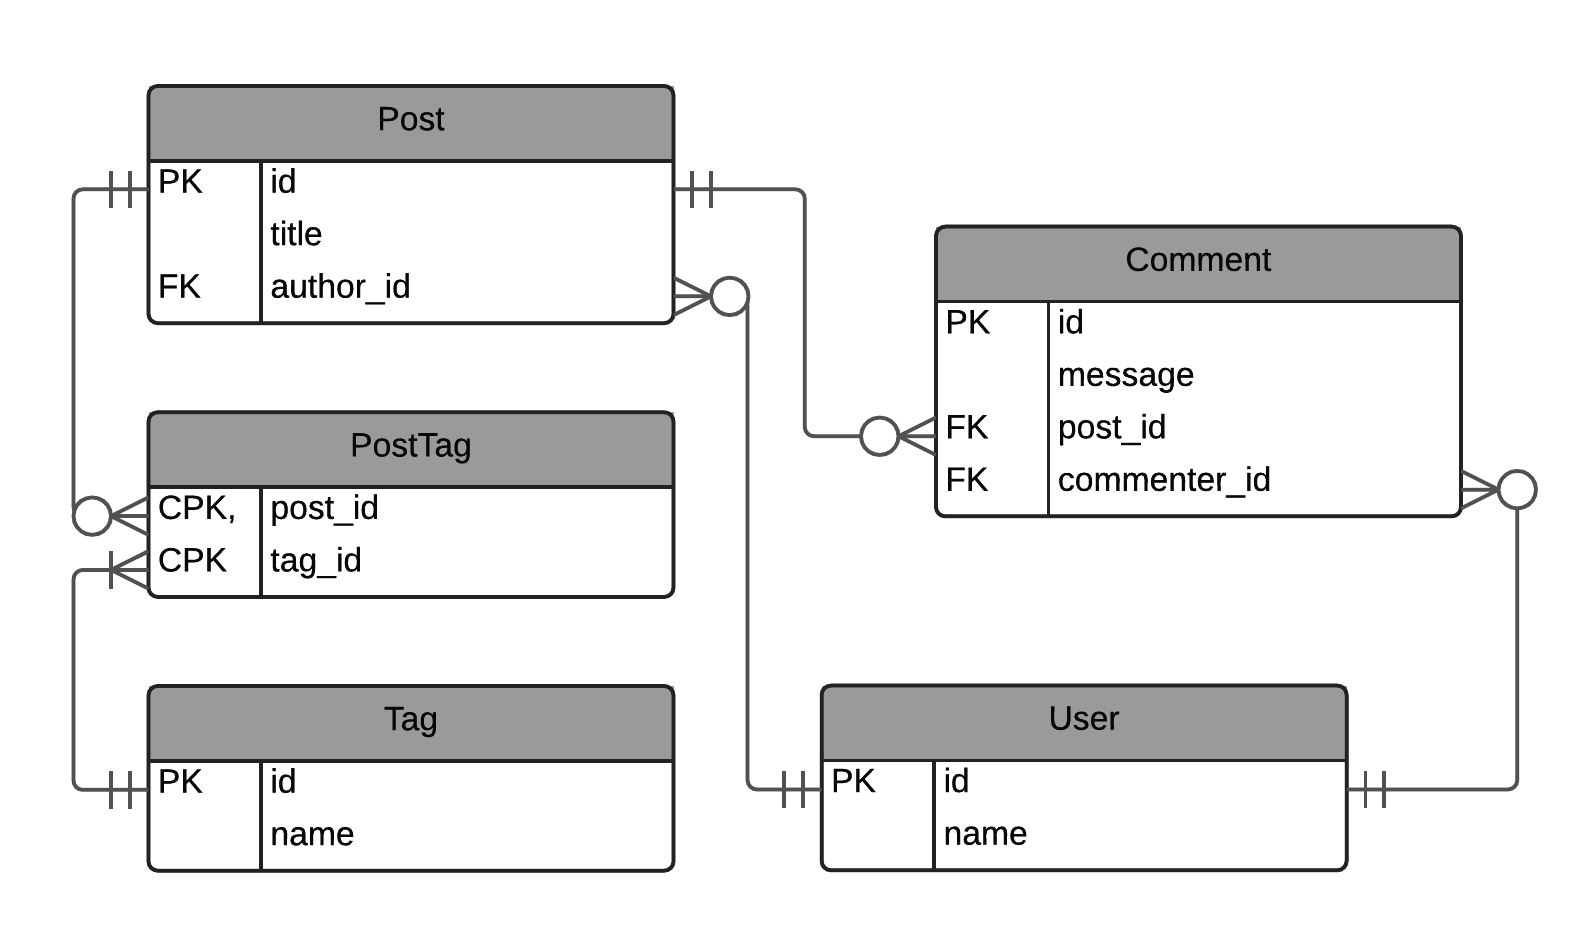 Post
PK id
title
FK author_id
PostTag
CPK, post_id
CPK tag_id
Tag
PK id
name
Comment
PK id
message
FK post_id
FK commenter_id
User
PK id
name